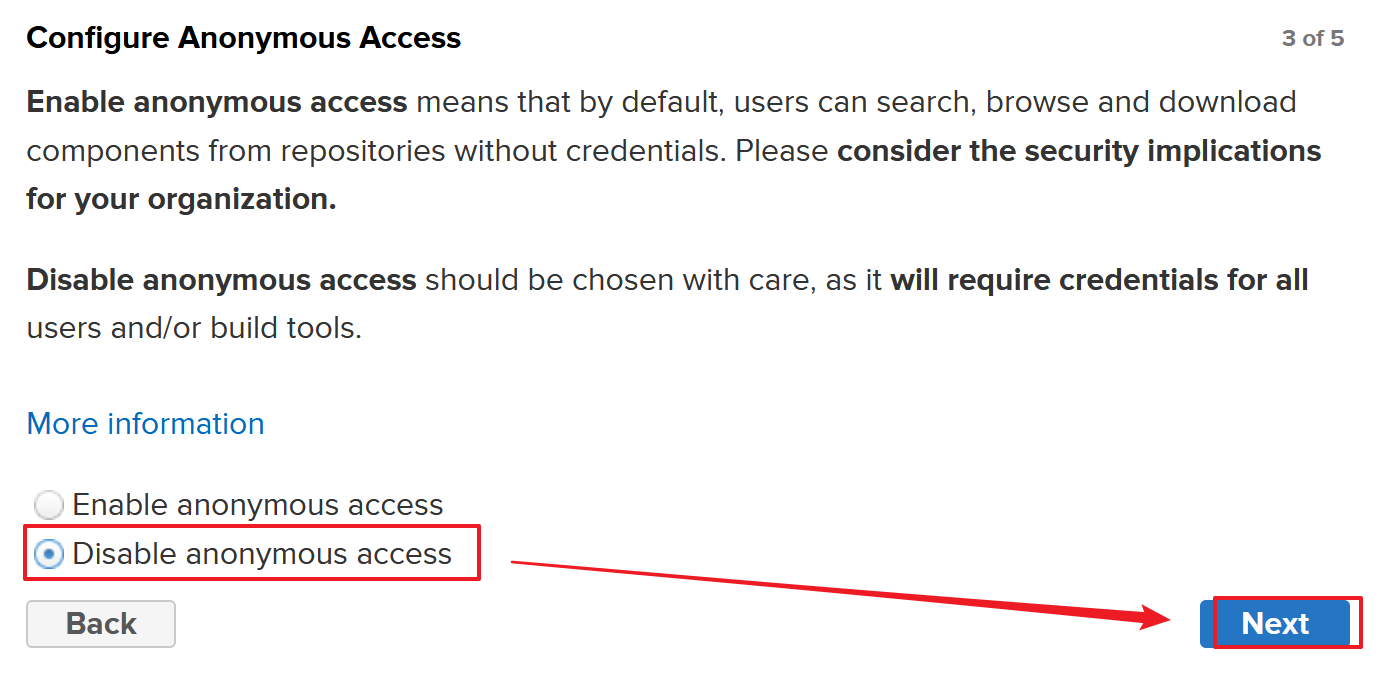 Configure Anonymous Access
3 of 5
Enable anonymous access means that by default, users can search, browse and download
components from repositories without credentials. Please consider the security implications
for your organization.
Disable anonymous access should be chosen with care, as it will require credentials for all
users and/or build tools.
More information
Enable anonymous access
Disable anonymous access
Back
Next